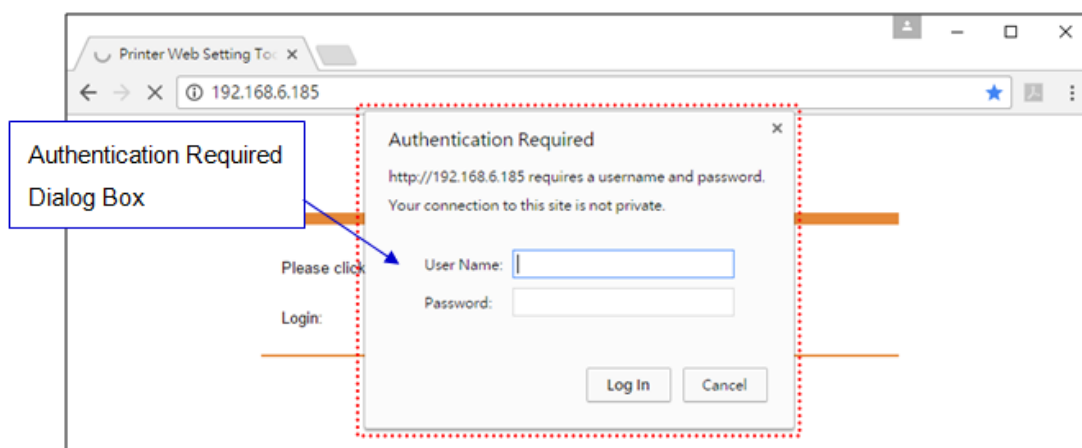 Printer Web Setting Too
192.168.6.185
Authentication Required
Dialog Box
Authentication Required
http://192.168.6.185 requires a username and password.
Your connection to this site is not private.
Please click
User Name:
Password:
Login:
Log In
Cancel